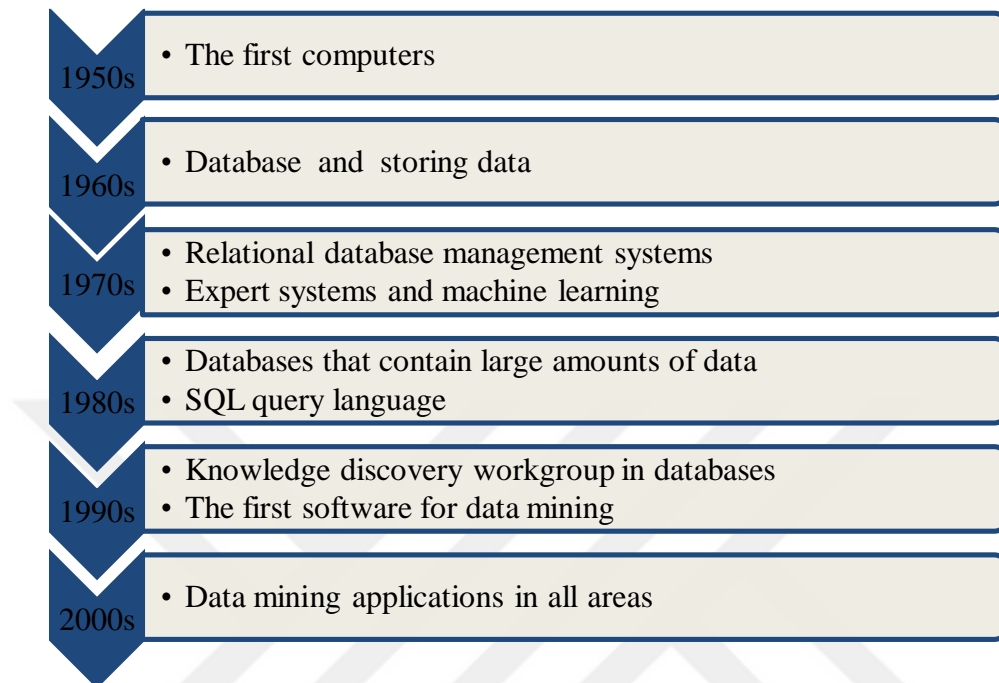 1950s
• The first computers
1960s
• Database and storing data
1970s
• Relational database management systems
• Expert systems and machine learning
1980s
• Databases that contain large amounts of data
• SQL query language
1990s
• Knowledge discovery workgroup in databases
• The first software for data mining
2000s
• Data mining applications in all areas